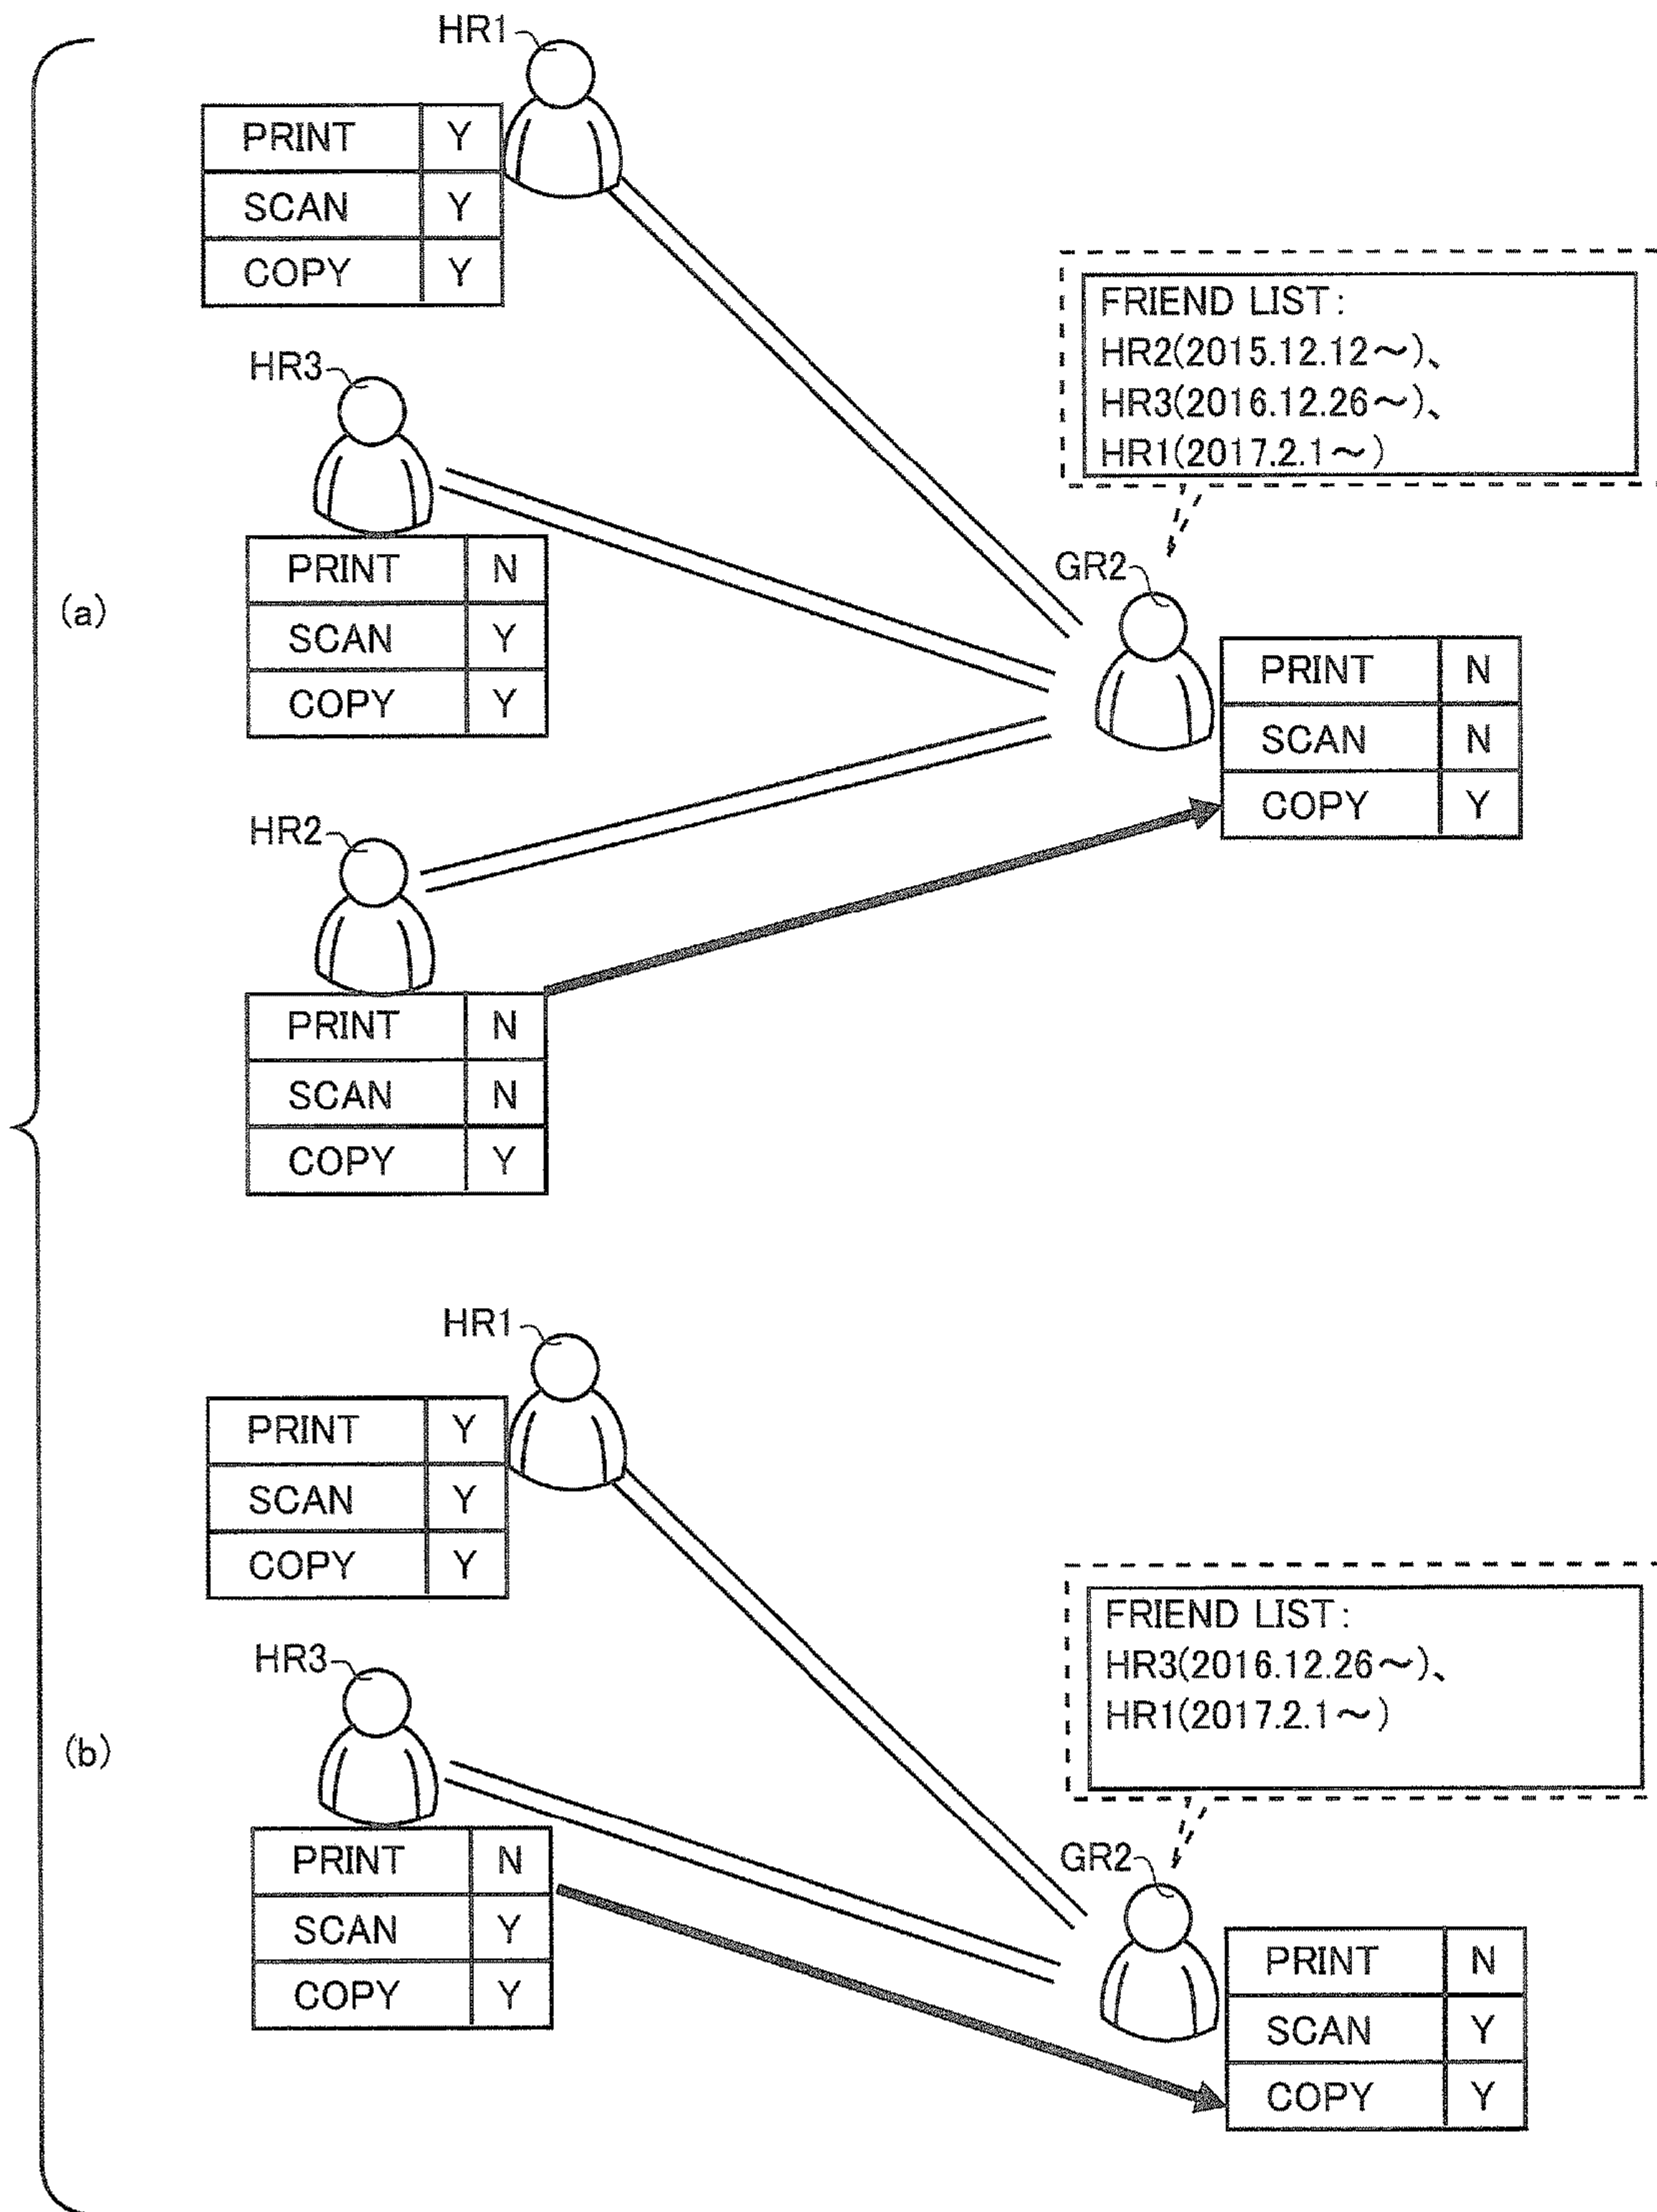 HR1
PRINT Y
SCAN Y
COPY Y
FRIEND LIST:
HR2(2015.12.12～)、
HR3(2016.12.26～)、
HR1(2017.2.1～)
HR3
PRINT N
SCAN Y
COPY Y
(a)
GR2
PRINT N
SCAN N
COPY Y
HR2
PRINT N
SCAN N
COPY Y
HR1
PRINT Y
SCAN Y
COPY Y
FRIEND LIST:
HR3(2016.12.26～)、
HR1(2017.2.1～)
HR3
(b)
PRINT N
SCAN Y
COPY Y
GR2
PRINT N
SCAN Y
COPY Y